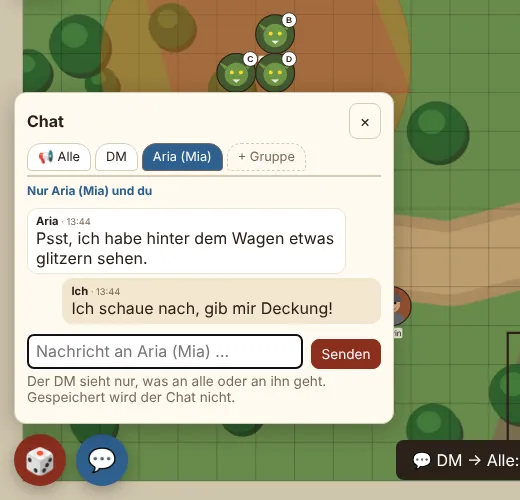 B
C
D
Chat
×
📢 Alle
DM
Aria (Mia)
+ Gruppe
Nur Aria (Mia) und du
Aria · 13:44
Psst, ich habe hinter dem Wagen etwas
glitzern sehen.
Ich · 13:44
Ich schaue nach, gib mir Deckung!
Nachricht an Aria (Mia) ...
Senden
Der DM sieht nur, was an alle oder an ihn geht.
Gespeichert wird der Chat nicht.
💬 DM → Alle: